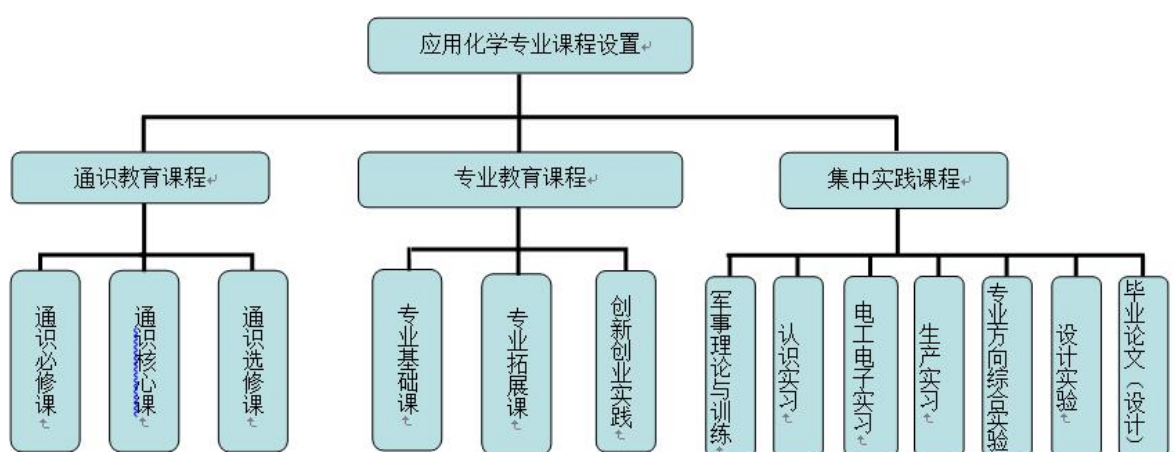 应用化学专业课程设置
通识教育课程
专业教育课程
集中实践课程
通识必修课
通识核心课
通识选修课
专业基础课
专业拓展课
创新创业实践
军事理论与训练
认识实习
电工电子实习
生产实习
专业方向综合实验
设计实验
毕业论文（设计）